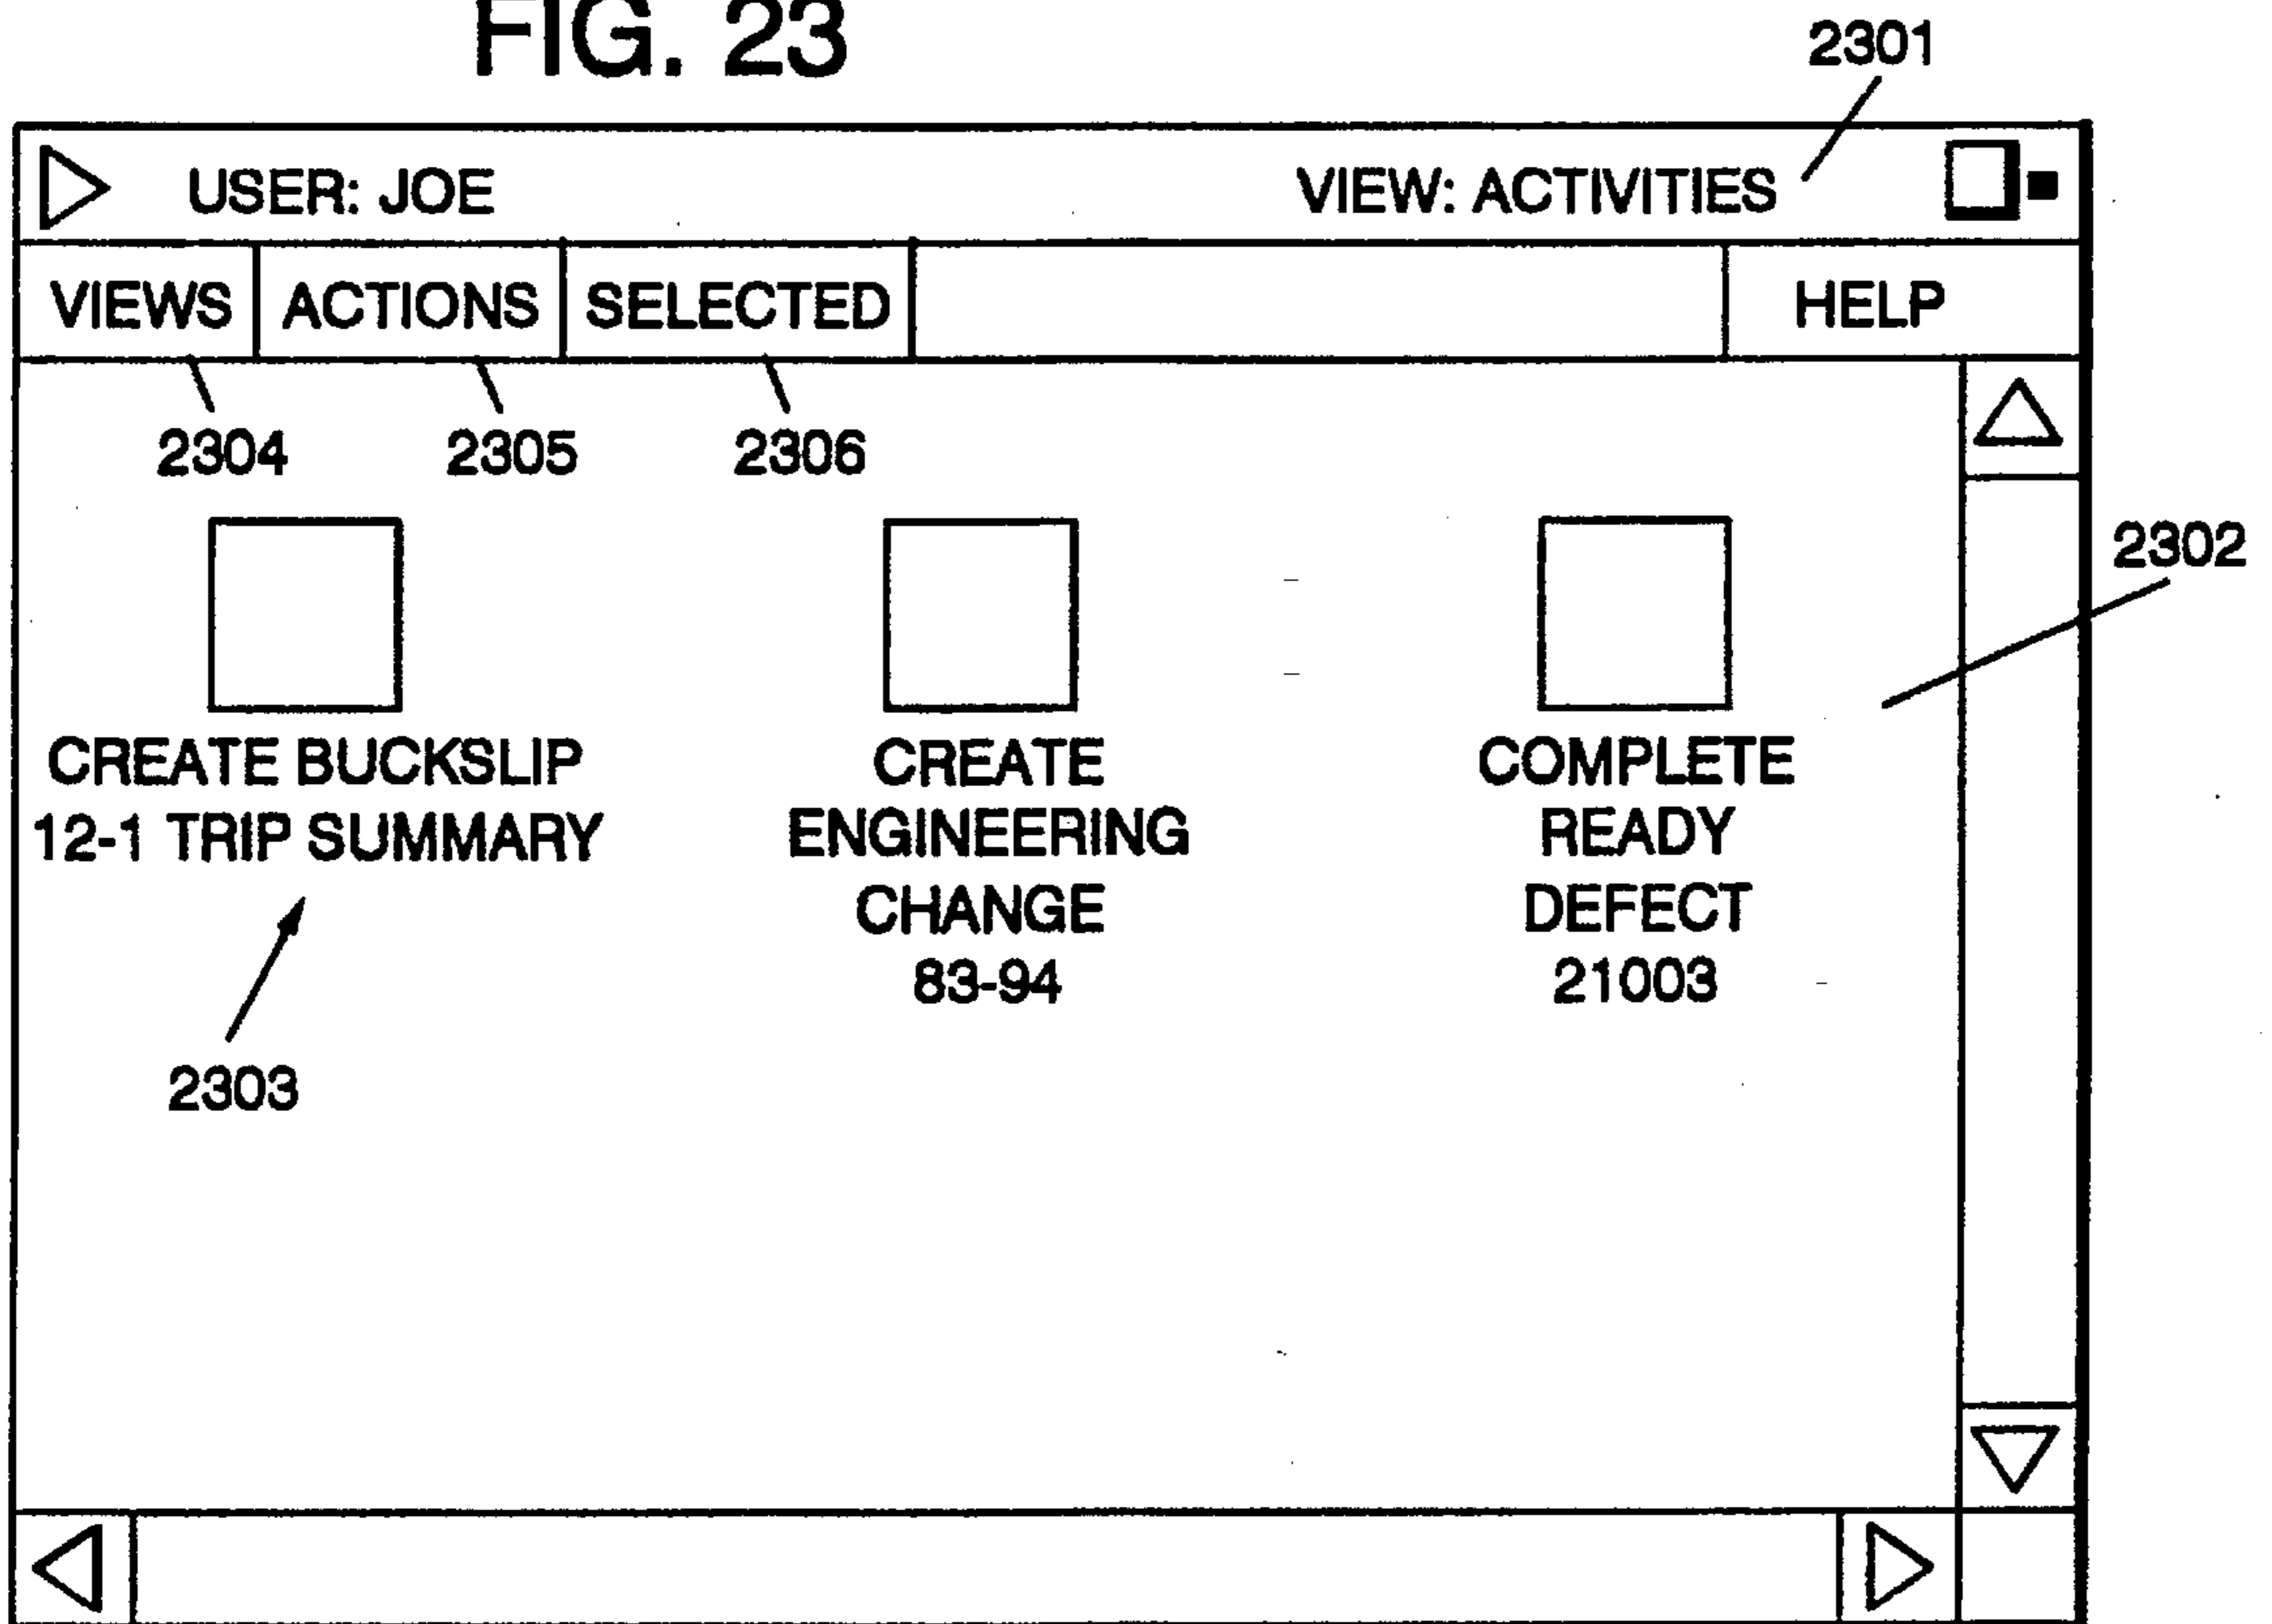 FIG. 23
2301
USER: JOE VIEW: ACTIVITIES
VIEWS ACTIONS SELECTED HELP
2304 2305 2306
2302
CREATE BUCKSLIP
12-1 TRIP SUMMARY
CREATE
ENGINEERING
CHANGE
83-94
COMPLETE
READY
DEFECT
21003
2303